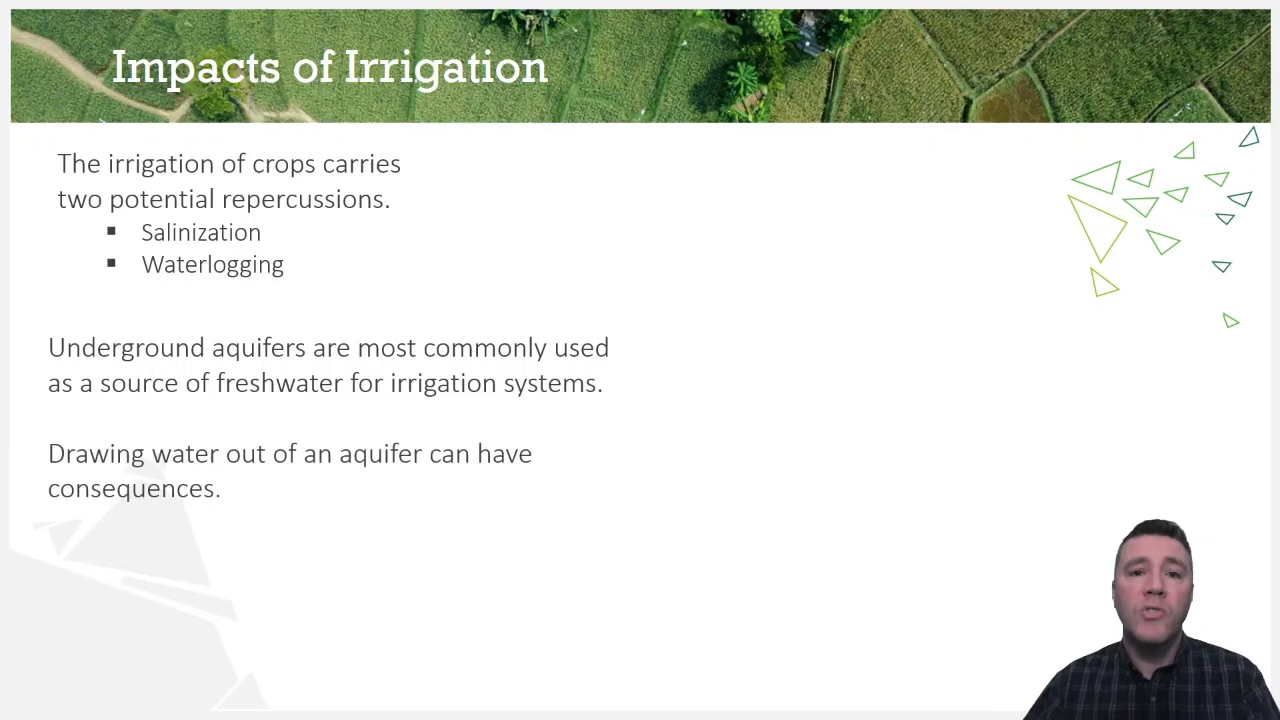 Impacts of Irrigation
The irrigation of crops carries
two potential repercussions.
▪ Salinization
▪ Waterlogging
Underground aquifers are most commonly used
as a source of freshwater for irrigation systems.
Drawing water out of an aquifer can have
consequences.